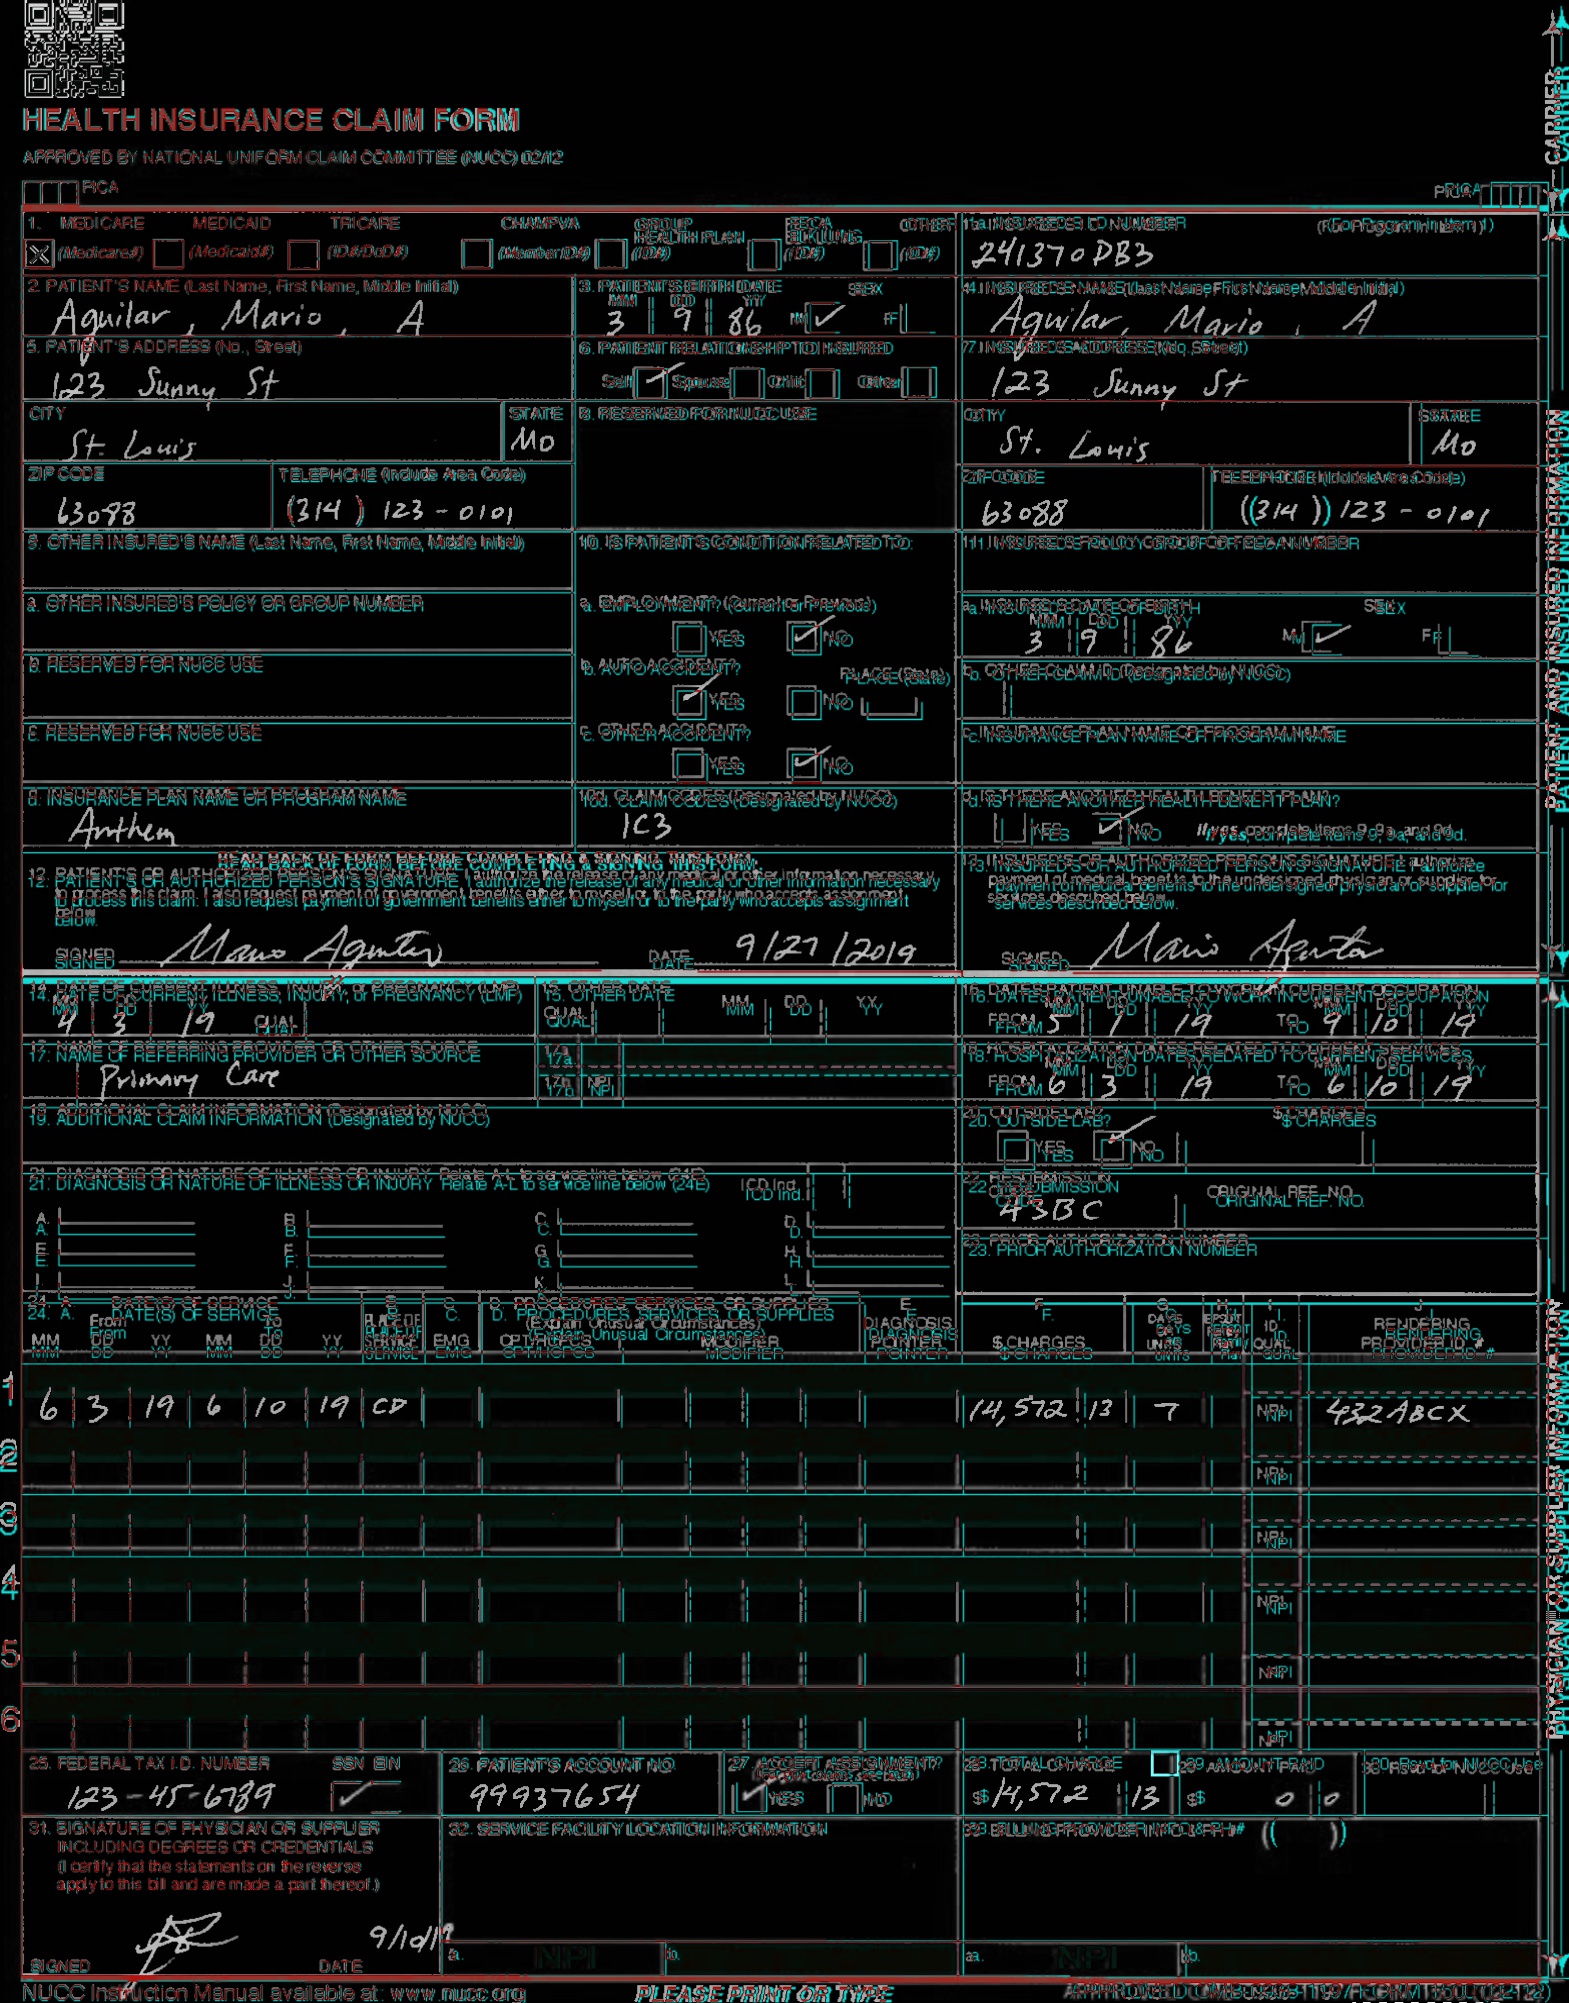 HEALTH INSURANCE CLAIM FORM
APPROVED BY NATIONAL UNIFORM CLAIM COMMITTEE (NUCC) 02/12
PICA
PICA
CARRIER
1. MEDICARE MEDICAID TRICARE CHAMPVA GROUP HEALTH PLAN FECA BLKLUNG OTHER
(Medicare#) (Medicaid#) (ID#/DoD#) (Member ID#) (ID#) (ID#) (ID#)
1a. INSURED'S I.D. NUMBER (For Program in Item 1)
241370PB3
2. PATIENT'S NAME (Last Name, First Name, Middle Initial)
Aguilar, Mario, A
3. PATIENT'S BIRTH DATE SEX
MM DD YY
3 9 86 M F
4. INSURED'S NAME (Last Name, First Name, Middle Initial)
Aguilar, Mario, A
5. PATIENT'S ADDRESS (No., Street)
123 Sunny St
6. PATIENT RELATIONSHIP TO INSURED
Self Spouse Child Other
7. INSURED'S ADDRESS (No., Street)
123 Sunny St
CITY STATE
St. Louis MO
8. RESERVED FOR NUCC USE
CITY STATE
St. Louis MO
ZIP CODE TELEPHONE (Include Area Code)
63088 (314) 123-0101
ZIP CODE TELEPHONE (Include Area Code)
63088 (314) 123-0101
9. OTHER INSURED'S NAME (Last Name, First Name, Middle Initial)
10. IS PATIENT'S CONDITION RELATED TO:
11. INSURED'S POLICY GROUP OR FECA NUMBER
a. OTHER INSURED'S POLICY OR GROUP NUMBER
a. EMPLOYMENT? (Current or Previous)
YES NO
a. INSURED'S DATE OF BIRTH SEX
MM DD YY
3 9 86 M F
b. RESERVED FOR NUCC USE
b. AUTO ACCIDENT? PLACE (State)
YES NO
b. OTHER CLAIM ID (Designated by NUCC)
c. RESERVED FOR NUCC USE
c. OTHER ACCIDENT?
YES NO
c. INSURANCE PLAN NAME OR PROGRAM NAME
d. INSURANCE PLAN NAME OR PROGRAM NAME
Anthem
10d. CLAIM CODES (Designated by NUCC)
1C3
d. IS THERE ANOTHER HEALTH BENEFIT PLAN?
YES NO If yes, complete items 9, 9a, and 9d.
PATIENT AND INSURED INFORMATION
READ BACK OF FORM BEFORE COMPLETING & SIGNING THIS FORM.
12. PATIENT'S OR AUTHORIZED PERSON'S SIGNATURE I authorize the release of any medical or other information necessary
to process this claim. I also request payment of government benefits either to myself or to the party who accepts assignment
below.
SIGNED Mario Aguilar DATE 9/27/2019
13. INSURED'S OR AUTHORIZED PERSON'S SIGNATURE I authorize
payment of medical benefits to the undersigned physician or supplier for
services described below.
SIGNED Mario Aguilar
14. DATE OF CURRENT ILLNESS, INJURY, or PREGNANCY (LMP)
MM DD YY
4 3 19 QUAL.
15. OTHER DATE
QUAL. MM DD YY
16. DATES PATIENT UNABLE TO WORK IN CURRENT OCCUPATION
MM DD YY MM DD YY
FROM 5 1 19 TO 9 10 19
17. NAME OF REFERRING PROVIDER OR OTHER SOURCE
Primary Care
17a.
17b. NPI
18. HOSPITALIZATION DATES RELATED TO CURRENT SERVICES
MM DD YY MM DD YY
FROM 6 3 19 TO 6 10 19
19. ADDITIONAL CLAIM INFORMATION (Designated by NUCC)
20. OUTSIDE LAB? $ CHARGES
YES NO
21. DIAGNOSIS OR NATURE OF ILLNESS OR INJURY Relate A-L to service line below (24E) ICD Ind.
A. B. C. D.
E. F. G. H.
I. J. K. L.
22. RESUBMISSION
CODE ORIGINAL REF. NO.
43BC
23. PRIOR AUTHORIZATION NUMBER
24. A. DATE(S) OF SERVICE
From To
MM DD YY MM DD YY
B. PLACE OF SERVICE
C. EMG
D. PROCEDURES, SERVICES, OR SUPPLIES
(Explain Unusual Circumstances)
CPT/HCPCS MODIFIER
E. DIAGNOSIS POINTER
F. $ CHARGES
G. DAYS OR UNITS
H. EPSDT Family Plan
I. ID. QUAL.
J. RENDERING PROVIDER ID. #
1 6 3 19 6 10 19 CD 14,572 13 7 NPI 432ABCX
2 NPI
3 NPI
4 NPI
5 NPI
6 NPI
PHYSICIAN OR SUPPLIER INFORMATION
25. FEDERAL TAX I.D. NUMBER SSN EIN
123-45-6789
26. PATIENT'S ACCOUNT NO.
99937654
27. ACCEPT ASSIGNMENT?
YES NO
28. TOTAL CHARGE
$ 14,572 13
29. AMOUNT PAID
$ 0 0
30. Rsvd for NUCC Use
31. SIGNATURE OF PHYSICIAN OR SUPPLIER
INCLUDING DEGREES OR CREDENTIALS
(I certify that the statements on the reverse
apply to this bill and are made a part thereof.)
SIGNED DATE 9/10/19
32. SERVICE FACILITY LOCATION INFORMATION
a. NPI b.
33. BILLING PROVIDER INFO & PH # ( )
a. NPI b.
NUCC Instruction Manual available at: www.nucc.org
PLEASE PRINT OR TYPE